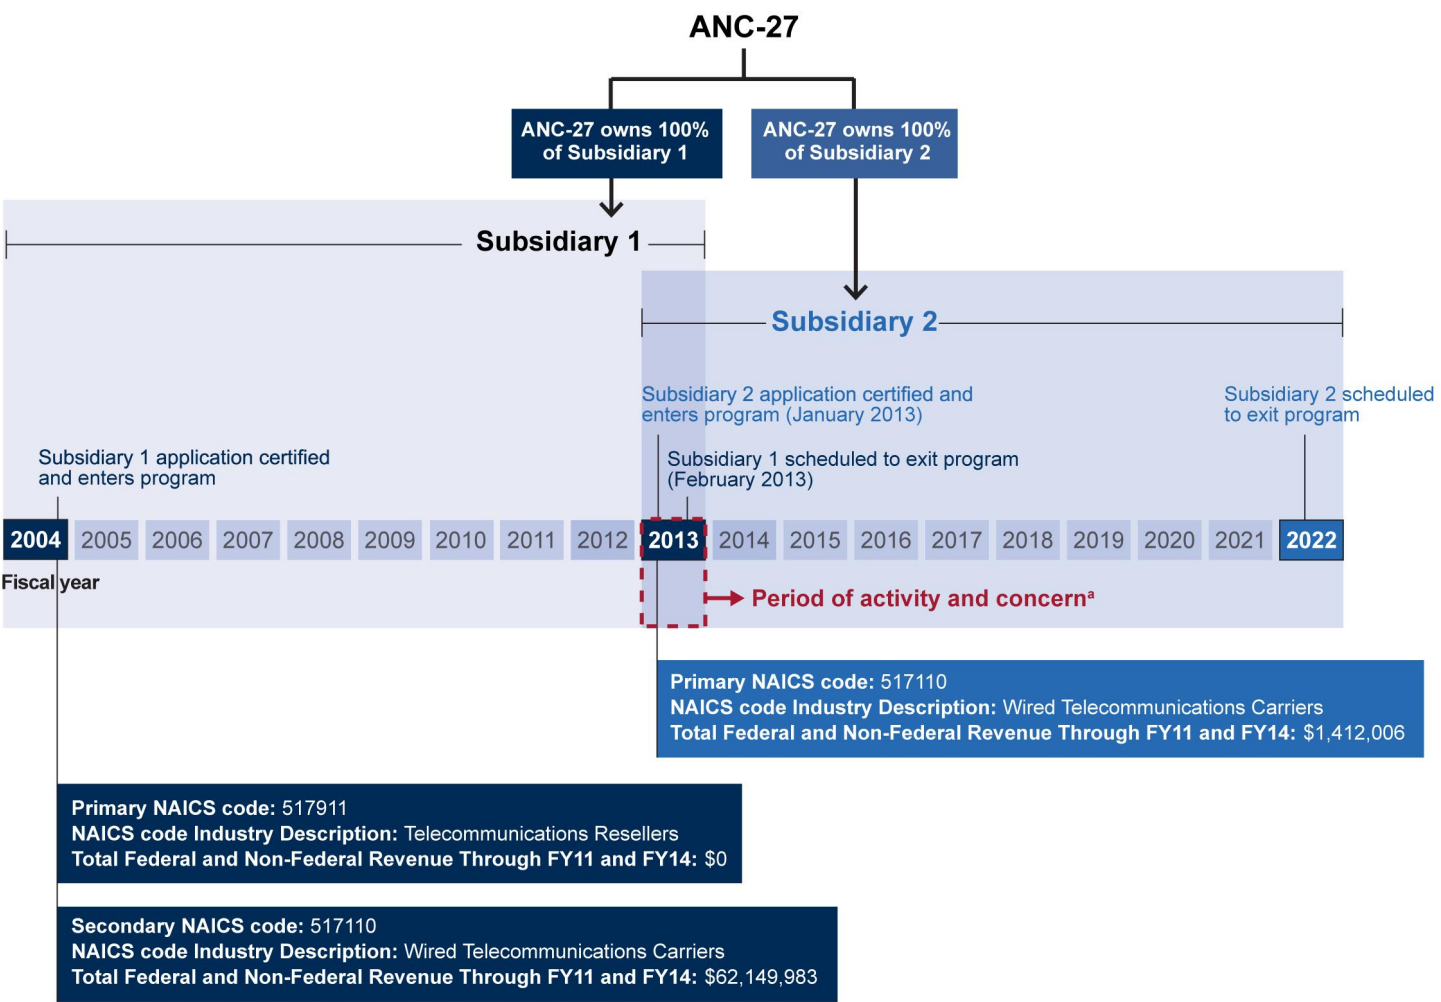 ANC-27
ANC-27 owns 100%
of Subsidiary 1
ANC-27 owns 100%
of Subsidiary 2
Subsidiary 1
Subsidiary 2
Subsidiary 2 application certified and
enters program (January 2013)
Subsidiary 2 scheduled
to exit program
Subsidiary 1 application certified
and enters program
Subsidiary 1 scheduled to exit program
(February 2013)
2004 2005 2006 2007 2008 2009 2010 2011 2012 2013 2014 2015 2016 2017 2018 2019 2020 2021 2022
Fiscal year
Period of activity and concernª
Primary NAICS code: 517110
NAICS code Industry Description: Wired Telecommunications Carriers
Total Federal and Non-Federal Revenue Through FY11 and FY14: $1,412,006
Primary NAICS code: 517911
NAICS code Industry Description: Telecommunications Resellers
Total Federal and Non-Federal Revenue Through FY11 and FY14: $0
Secondary NAICS code: 517110
NAICS code Industry Description: Wired Telecommunications Carriers
Total Federal and Non-Federal Revenue Through FY11 and FY14: $62,149,983